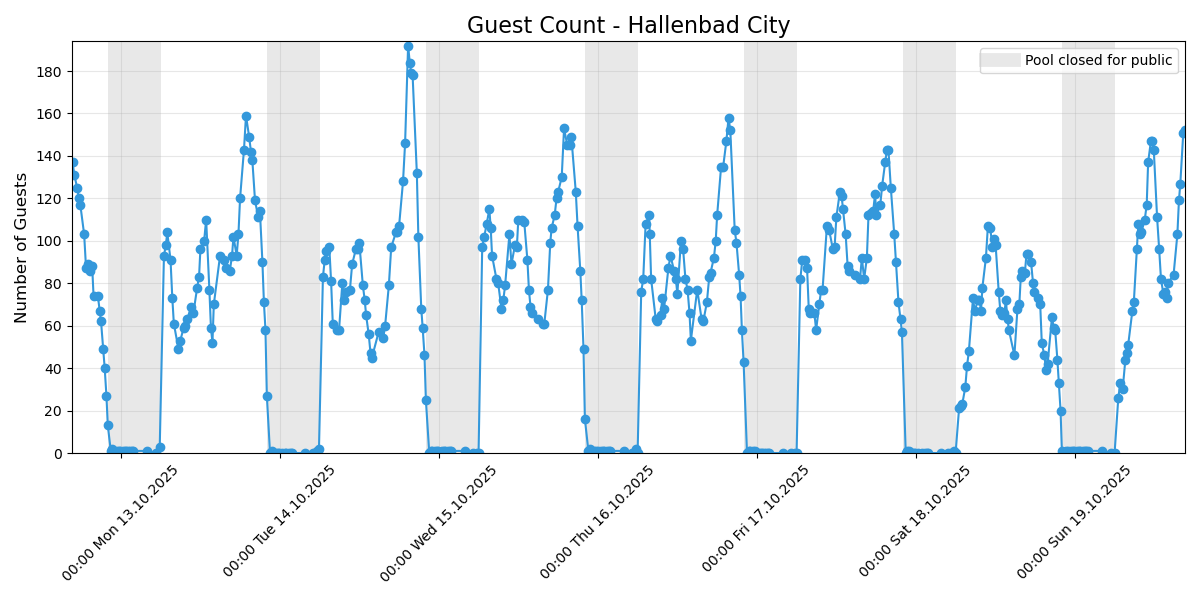 Guest Count - Hallenbad City
Pool closed for public
Number of Guests
180
160
140
120
100
80
60
40
20
0
00:00 Mon 13.10.2025
00:00 Tue 14.10.2025
00:00 Wed 15.10.2025
00:00 Thu 16.10.2025
00:00 Fri 17.10.2025
00:00 Sat 18.10.2025
00:00 Sun 19.10.2025